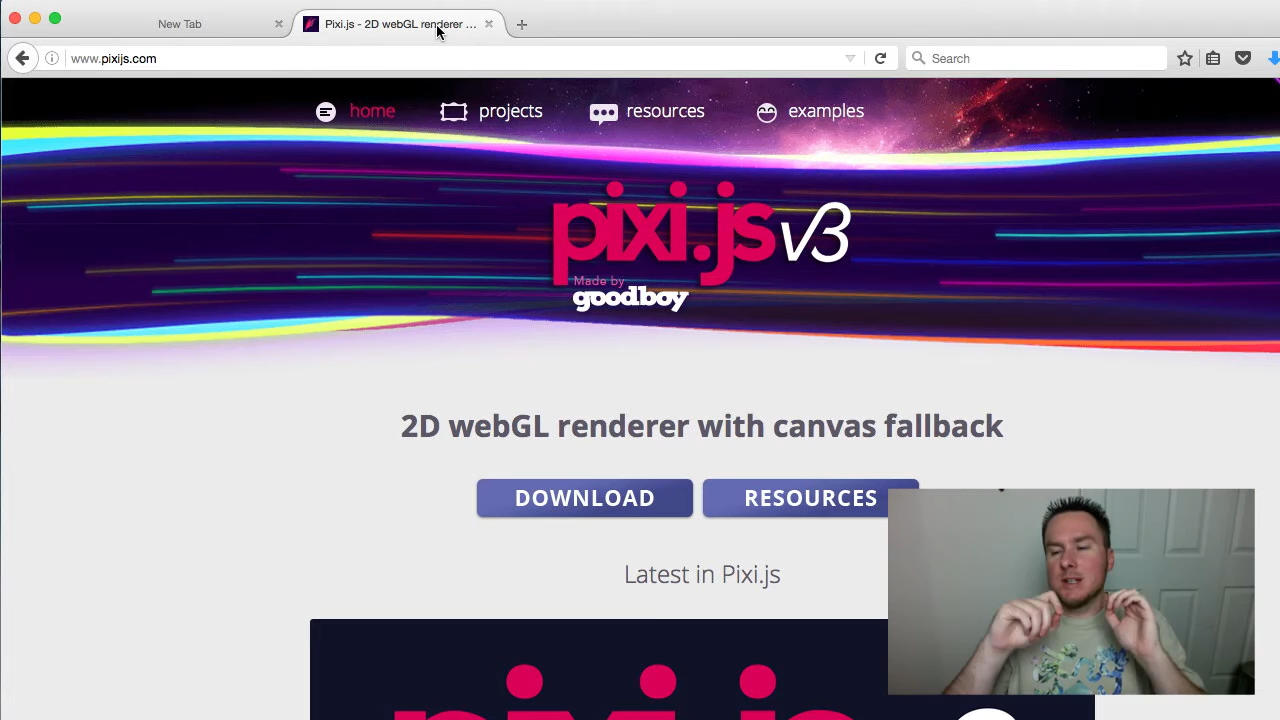 New Tab
Pixi.js - 2D webGL renderer ...
www.pixijs.com
Search
home
projects
resources
examples
pixi.js v3
Made by
goodboy
2D webGL renderer with canvas fallback
DOWNLOAD
RESOURCES
Latest in Pixi.js